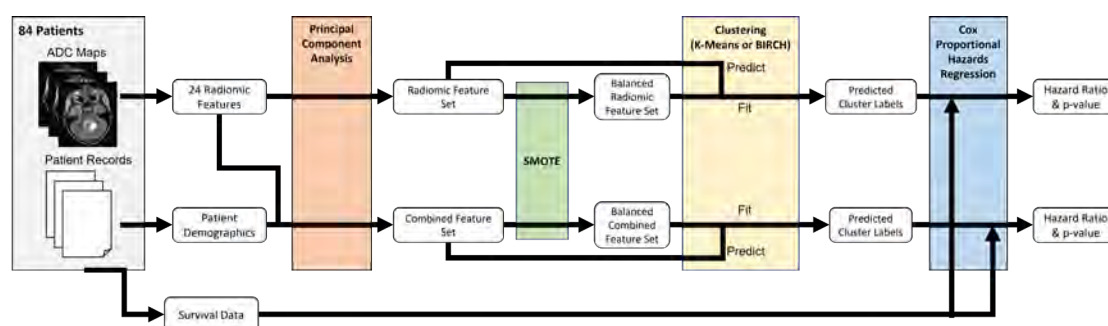 84 Patients
ADC Maps
Patient Records
24 Radiomic
Features
Patient
Demographics
Survival Data
Principal
Component
Analysis
Radiomic Feature
Set
Combined Feature
Set
SMOTE
Balanced
Radiomic
Feature Set
Balanced
Combined
Feature Set
Clustering
(K-Means or BIRCH)
Predict
Fit
Fit
Predict
Predicted
Cluster Labels
Predicted
Cluster Labels
Cox
Proportional
Hazards
Regression
Hazard Ratio
& p-value
Hazard Ratio
& p-value